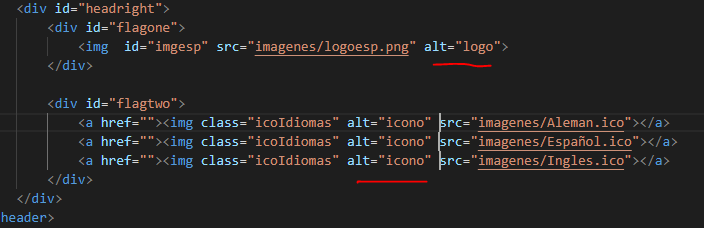 <div id="headright">
<div id="flagone">
<img  id="imgesp" src="imagenes/logoesp.png" alt="logo">
</div>
<div id="flagtwo">
<a href=""><img class="icoIdiomas" alt="icono" src="imagenes/Aleman.ico"></a>
<a href=""><img class="icoIdiomas" alt="icono" src="imagenes/Español.ico"></a>
<a href=""><img class="icoIdiomas" alt="icono" src="imagenes/Ingles.ico"></a>
</div>
</div>
header>